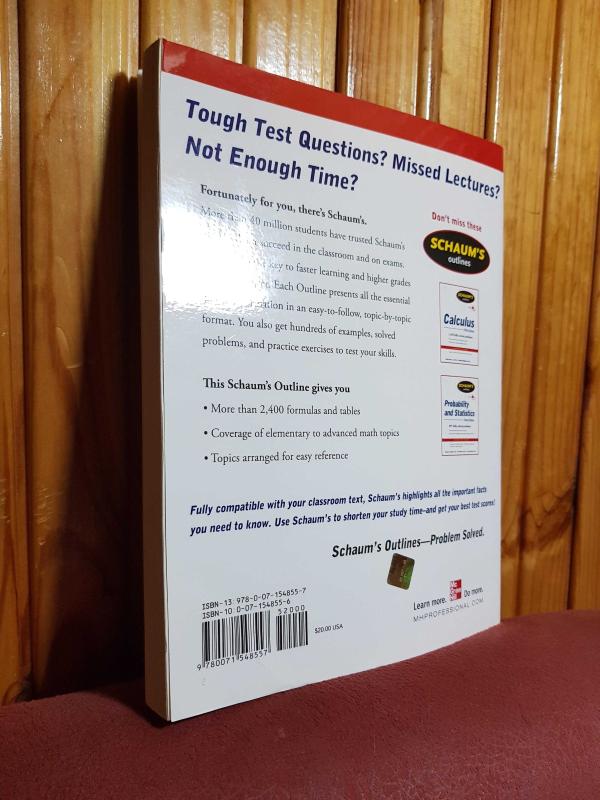 Tough Test Questions? Missed Lectures?
Not Enough Time?
Fortunately for you, there's Schaum's.
More than 40 million students have trusted Schaum's
succeed in the classroom and on exams.
key to faster learning and higher grades
Each Outline presents all the essential
in an easy-to-follow, topic-by-topic
format. You also get hundreds of examples, solved
problems, and practice exercises to test your skills.
This Schaum's Outline gives you
• More than 2,400 formulas and tables
• Coverage of elementary to advanced math topics
• Topics arranged for easy reference
Don't miss these
SCHAUM'S
outlines
SCHAUM'S
Calculus
SCHAUM'S
Probability
and Statistics
Fully compatible with your classroom text, Schaum's highlights all the important facts
you need to know. Use Schaum's to shorten your study time–and get your best test scores!
Schaum's Outlines—Problem Solved.
ISBN-13: 978-0-07-154855-7
ISBN-10: 0-07-154855-6
52000
9 780071 548557
$20.00 USA
Learn more. Do more.
MHPROFESSIONAL.COM